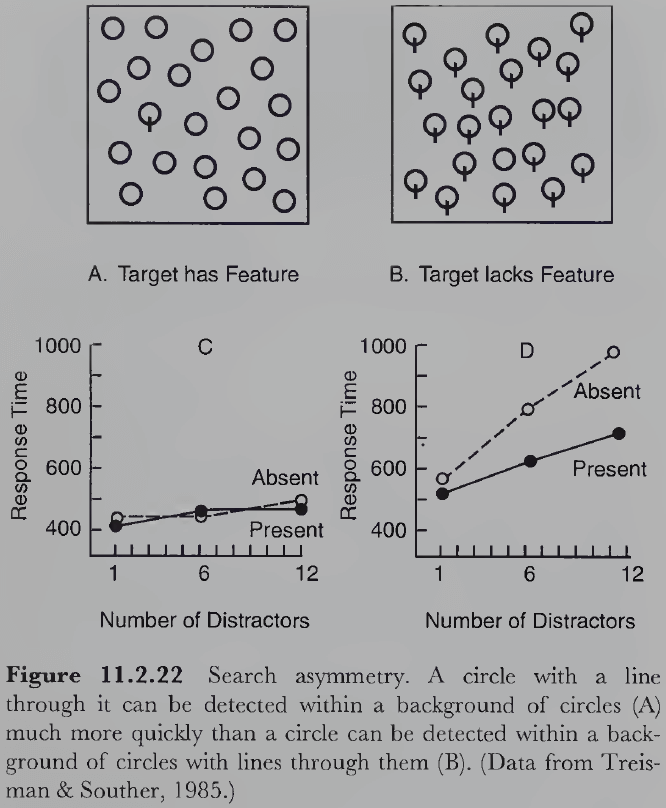 A. Target has Feature
B. Target lacks Feature
C
1000
800
600
400
Response Time
Absent
Present
1 6 12
Number of Distractors
D
1000
800
600
400
Response Time
Absent
Present
1 6 12
Number of Distractors
Figure 11.2.22 Search asymmetry. A circle with a line
through it can be detected within a background of circles (A)
much more quickly than a circle can be detected within a back-
ground of circles with lines through them (B). (Data from Treis-
man & Souther, 1985.)